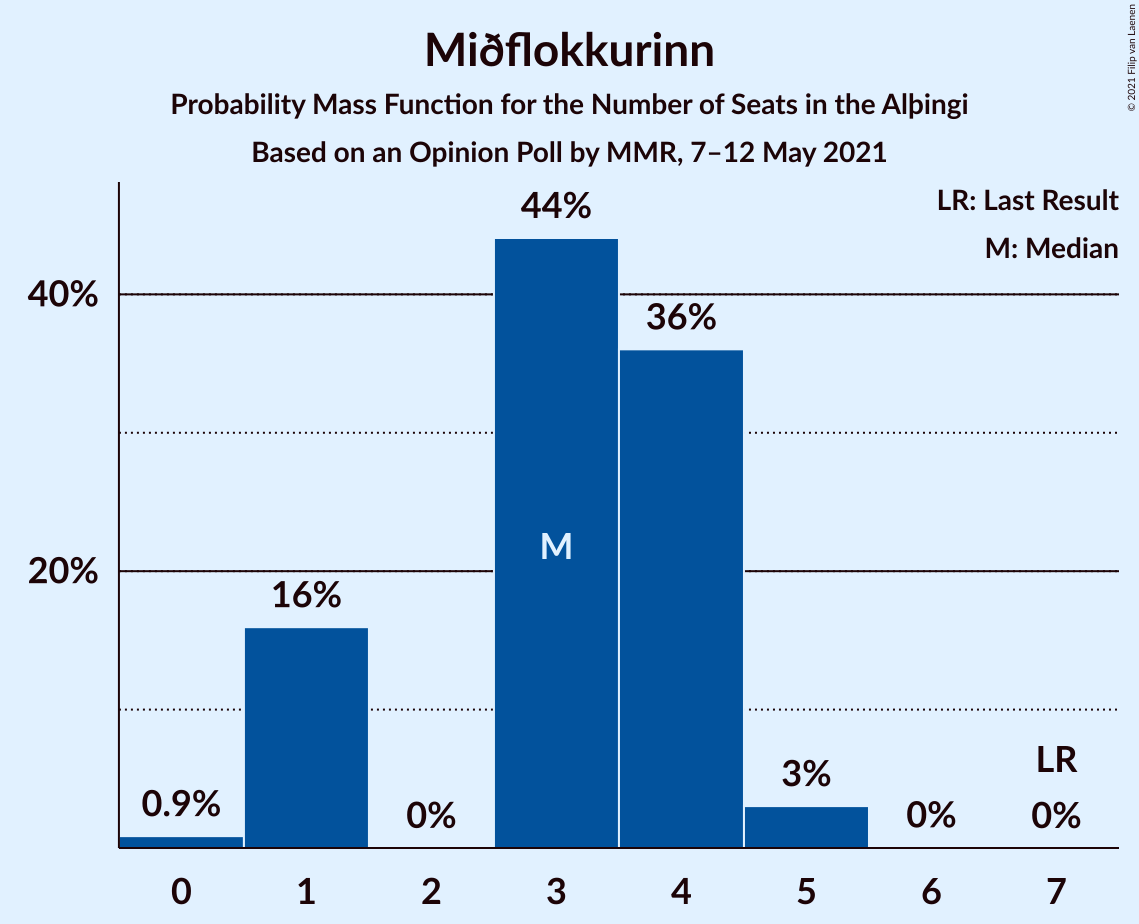 Miðflokkurinn
Probability Mass Function for the Number of Seats in the Alþingi
Based on an Opinion Poll by MMR, 7–12 May 2021
© 2021 Filip van Laenen
LR: Last Result
M: Median
44%
40%
36%
M
20%
16%
LR
3%
0.9%
0%
0%
0%
0 1 2 3 4 5 6 7